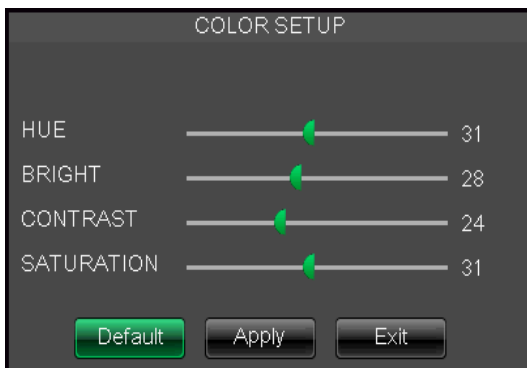 COLOR SETUP
HUE 31
BRIGHT 28
CONTRAST 24
SATURATION 31
Default Apply Exit